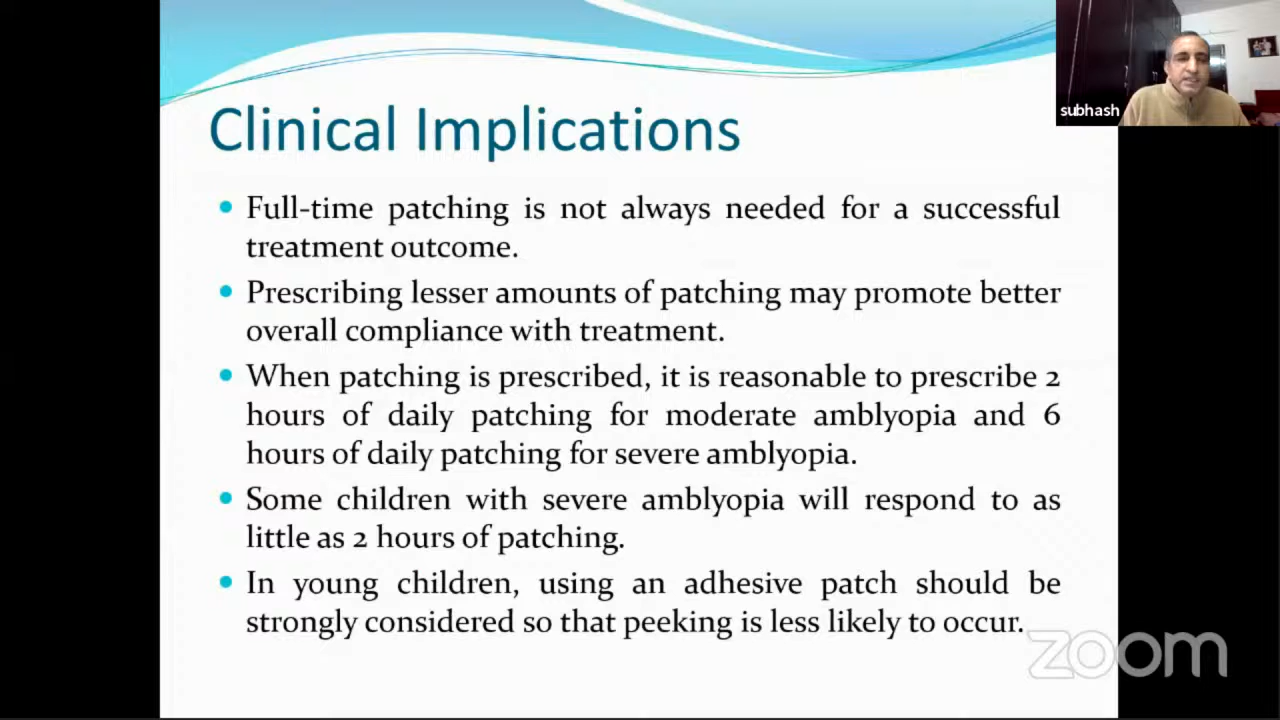 Clinical Implications
subhash
Full-time patching is not always needed for a successful
treatment outcome.
Prescribing lesser amounts of patching may promote better
overall compliance with treatment.
When patching is prescribed, it is reasonable to prescribe 2
hours of daily patching for moderate amblyopia and 6
hours of daily patching for severe amblyopia.
Some children with severe amblyopia will respond to as
little as 2 hours of patching.
In young children, using an adhesive patch should be
strongly considered so that peeking is less likely to occur.
zoom